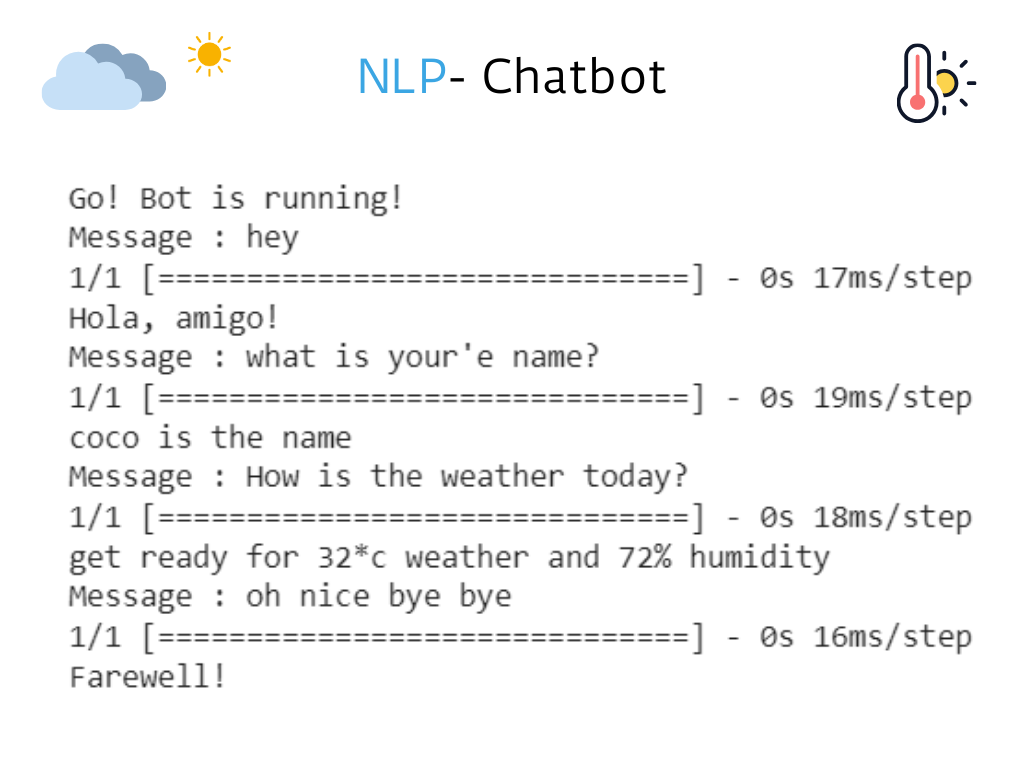 NLP- Chatbot
Go! Bot is running!
Message : hey
1/1 [==============================] - 0s 17ms/step
Hola, amigo!
Message : what is your'e name?
1/1 [==============================] - 0s 19ms/step
coco is the name
Message : How is the weather today?
1/1 [==============================] - 0s 18ms/step
get ready for 32*c weather and 72% humidity
Message : oh nice bye bye
1/1 [==============================] - 0s 16ms/step
Farewell!